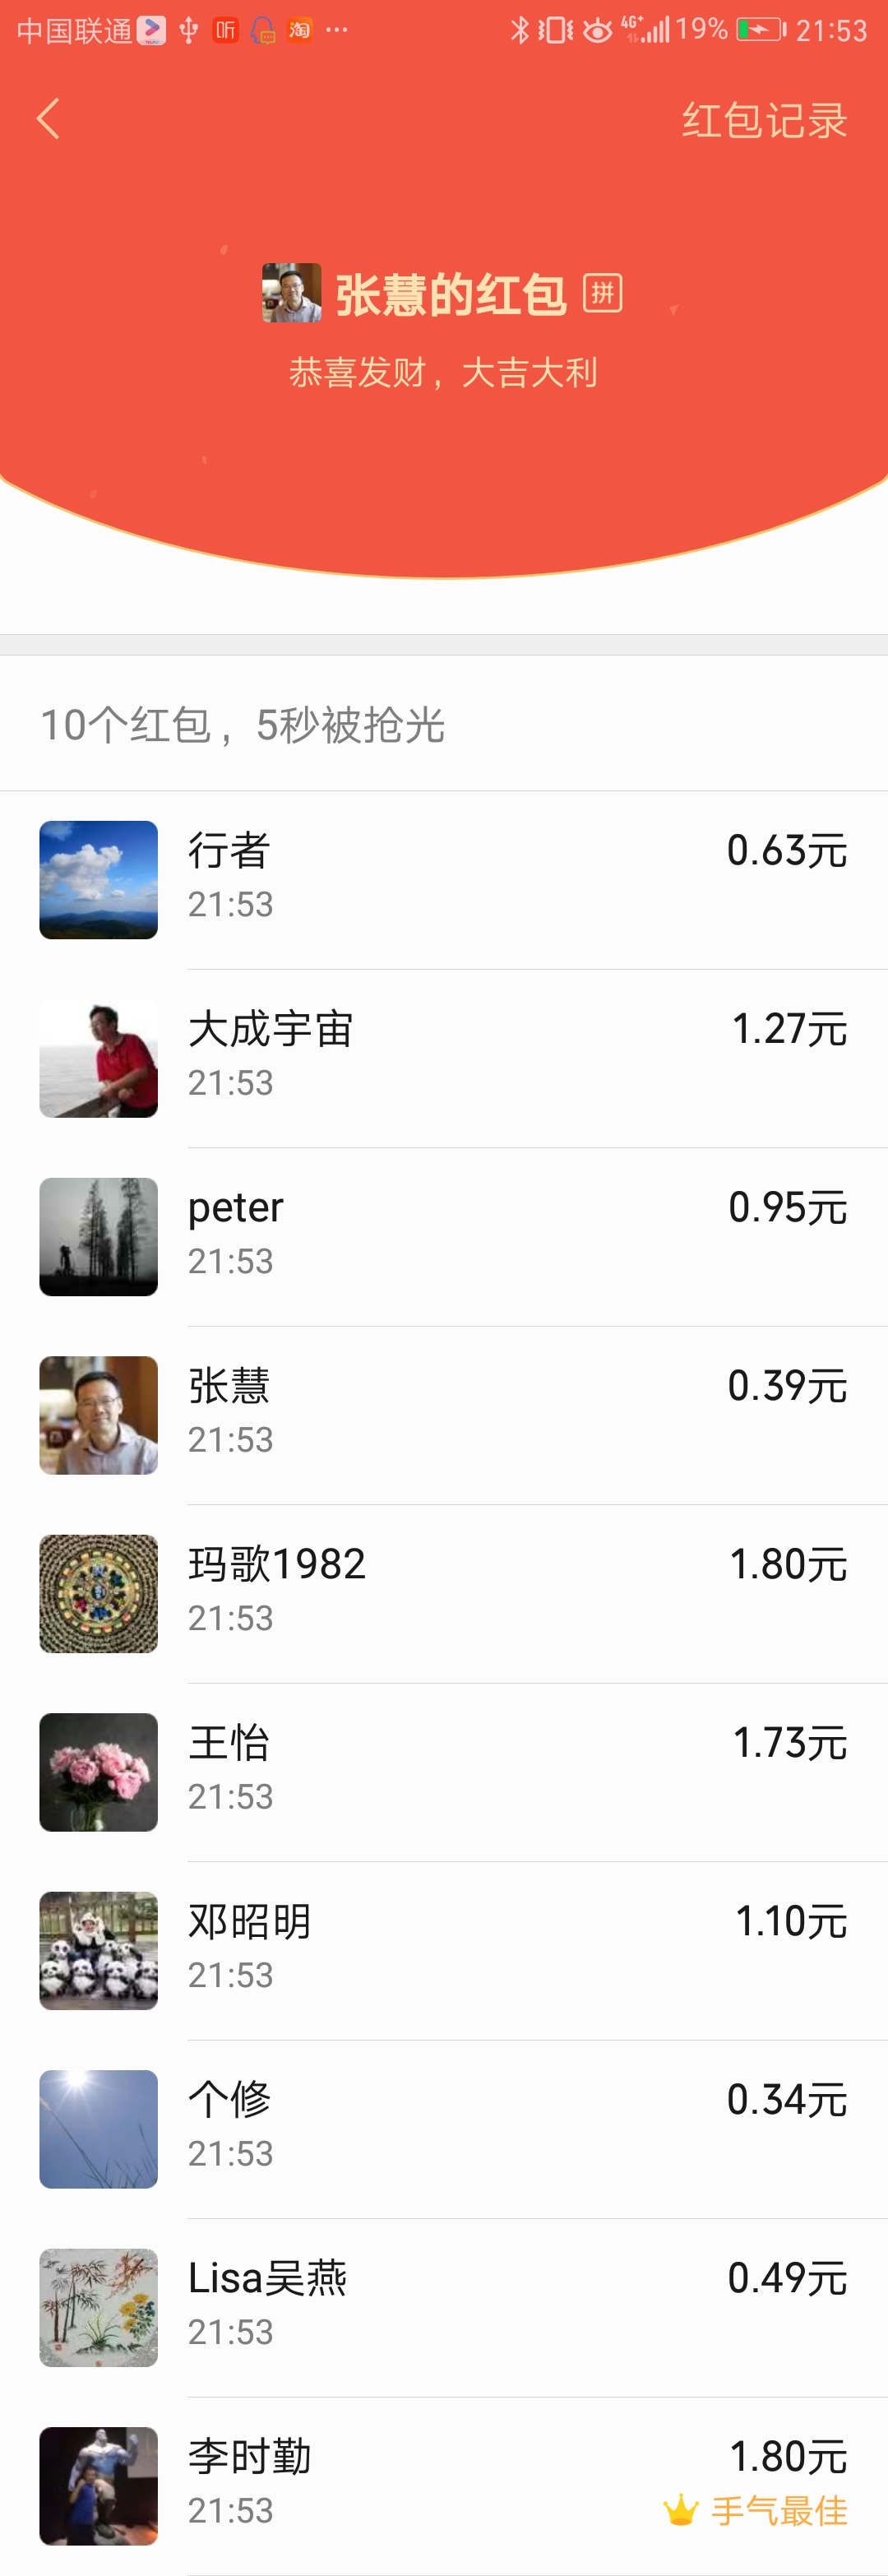 中国联通 听 淘 ... 4G+ 19% 21:53
红包记录
张慧的红包 拼
恭喜发财，大吉大利
10个红包，5秒被抢光
行者 0.63元
21:53
大成宇宙 1.27元
21:53
peter 0.95元
21:53
张慧 0.39元
21:53
玛歌1982 1.80元
21:53
王怡 1.73元
21:53
邓昭明 1.10元
21:53
个修 0.34元
21:53
Lisa吴燕 0.49元
21:53
李时勤 1.80元
21:53 手气最佳